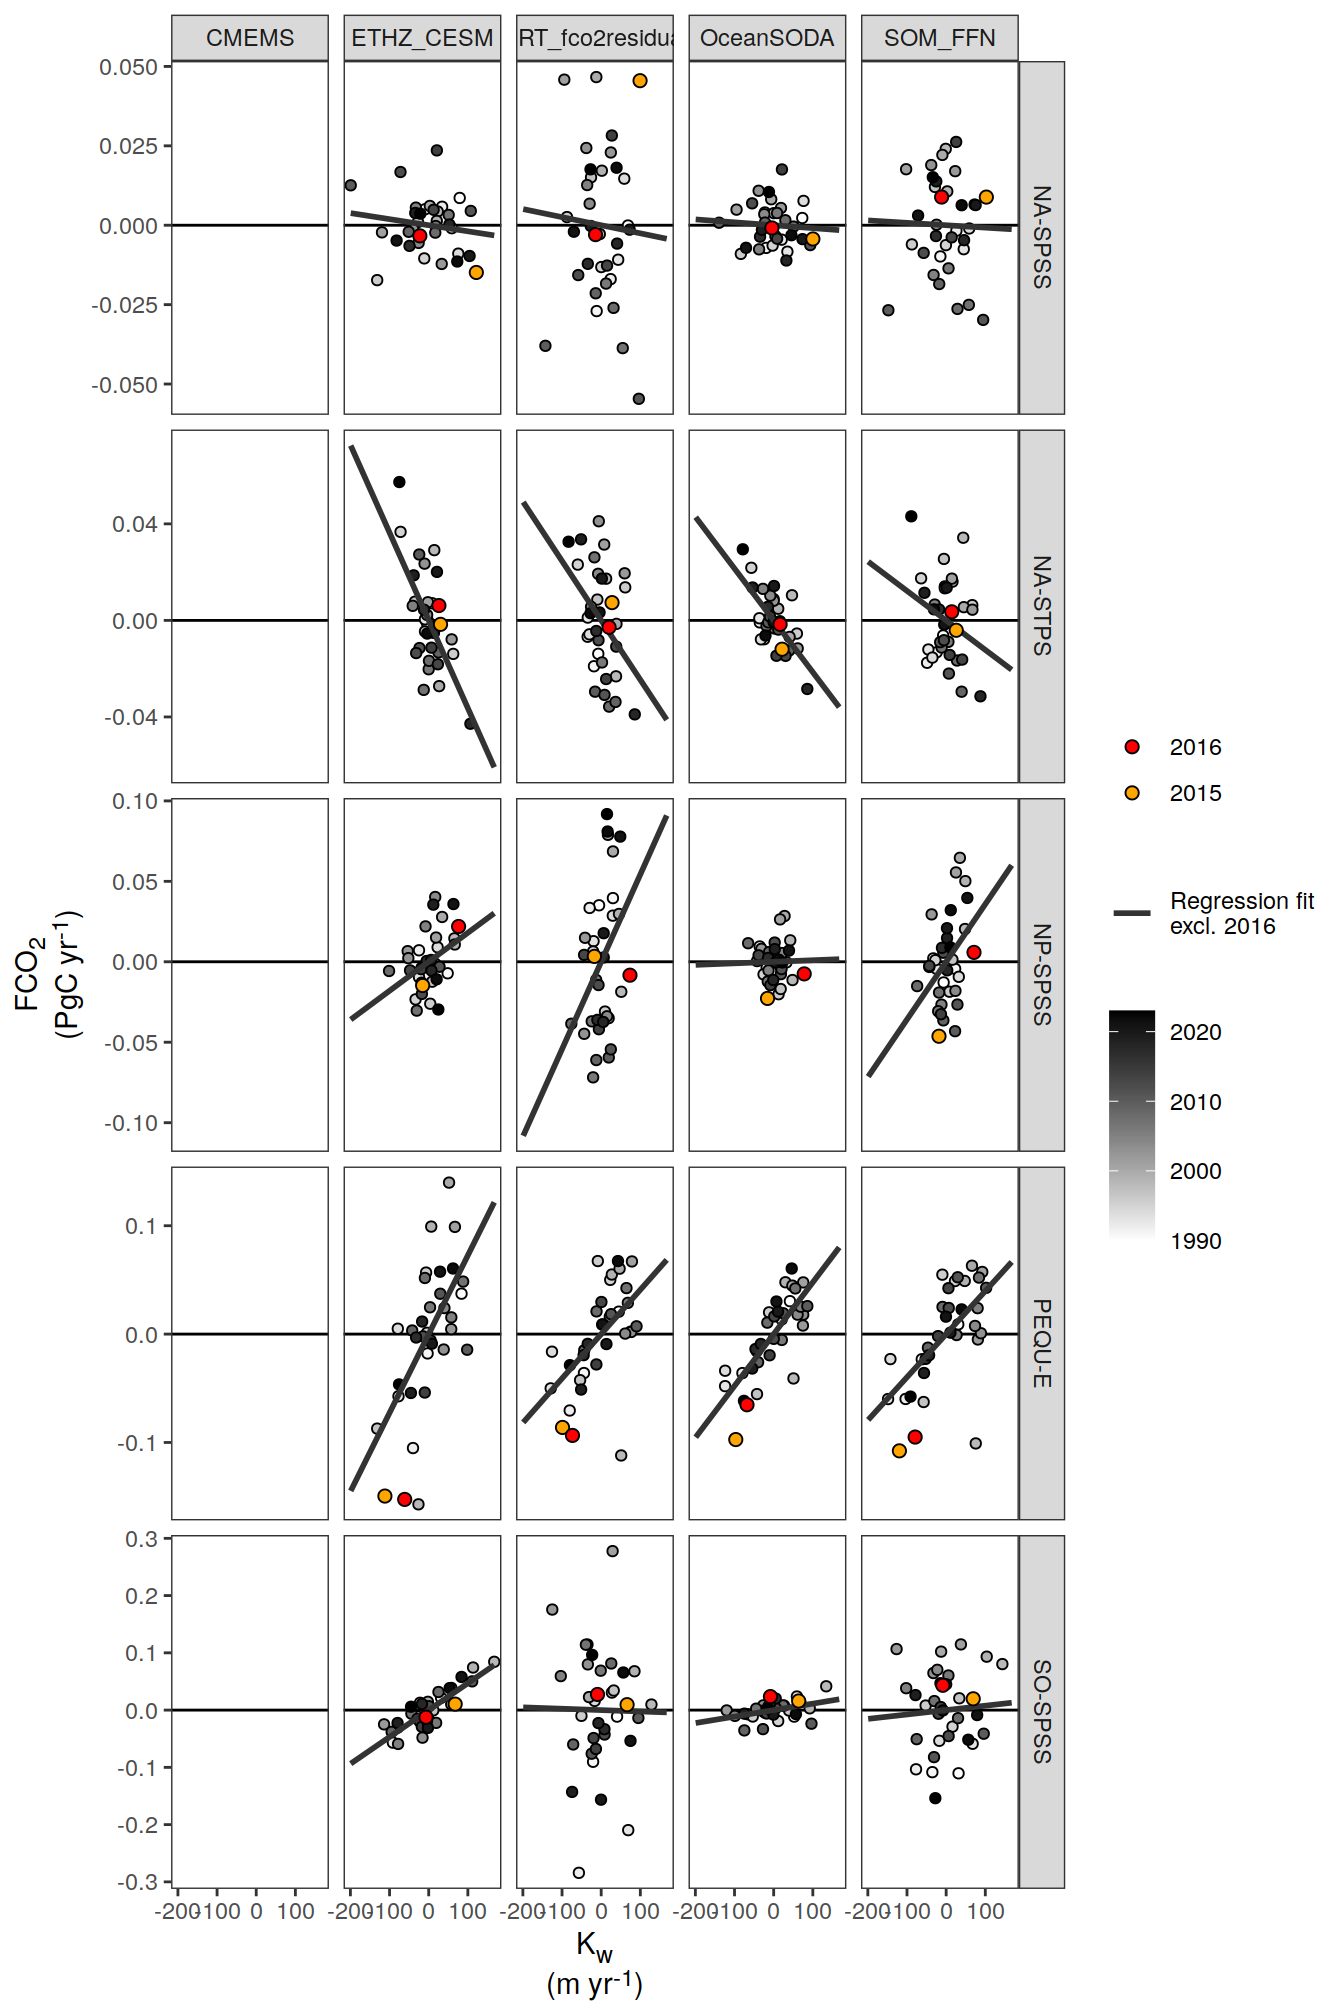 CMEMS ETHZ_CESM RT_fco2residua OceanSODA SOM_FFN
0.050
0.025
0.000
-0.025
-0.050
NA-SPSS
0.04
0.00
-0.04
NA-STPS
0.10
0.05
0.00
-0.05
-0.10
NP-SPSS
0.1
0.0
-0.1
PEQU-E
0.3
0.2
0.1
0.0
-0.1
-0.2
-0.3
SO-SPSS
-200 -100 0 100 -200 -100 0 100 -200 -100 0 100 -200 -100 0 100 -200 -100 0 100
Kw
(m yr-1)
FCO2
(PgC yr-1)
2016
2015
Regression fit
excl. 2016
2020
2010
2000
1990